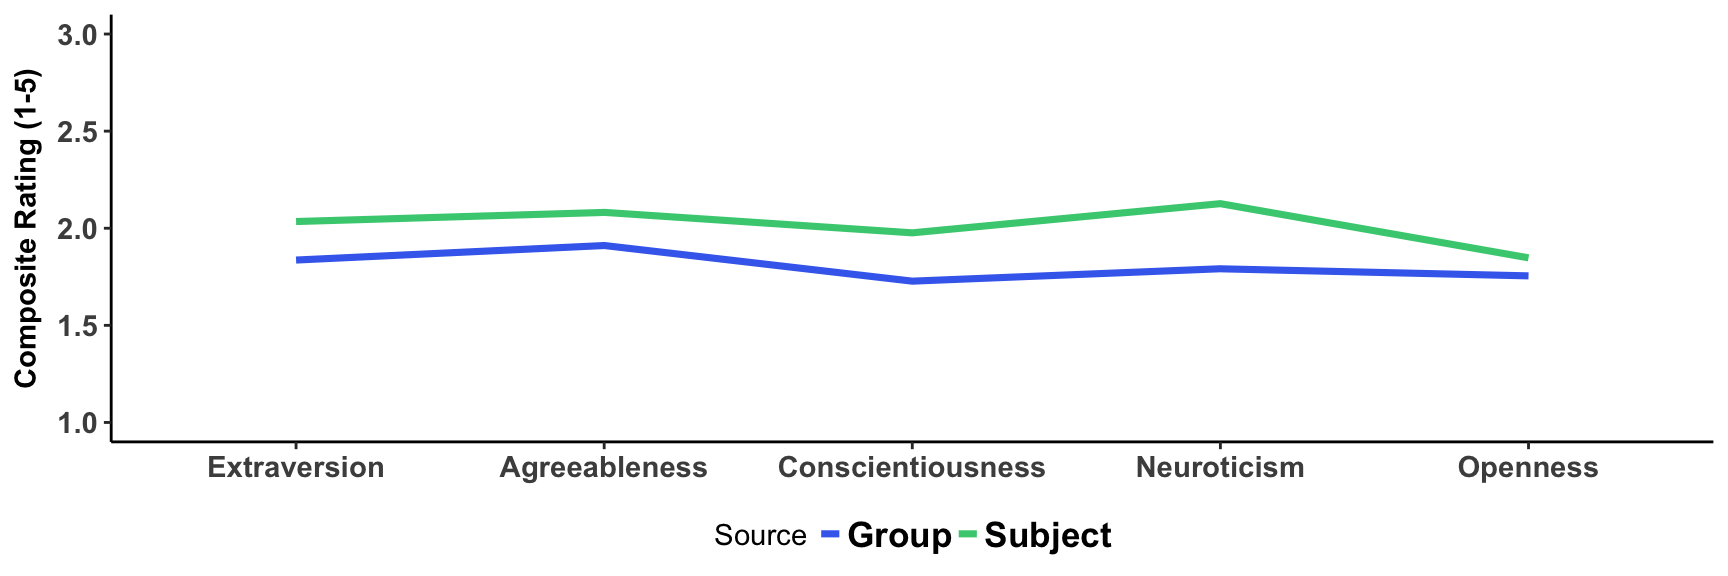 Composite Rating (1-5)
3.0
2.5
2.0
1.5
1.0
Extraversion Agreeableness Conscientiousness Neuroticism Openness
Source Group Subject